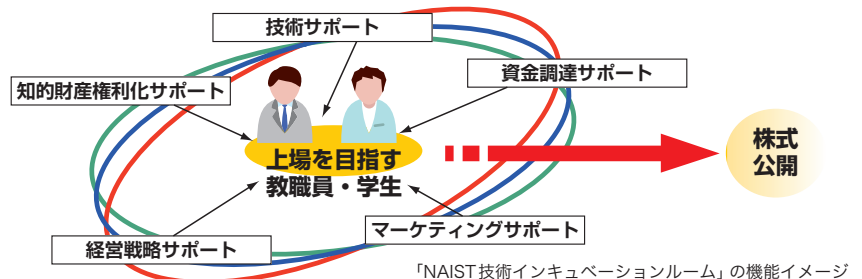 技術サポート
資金調達サポート
知的財産権利化サポート
上場を目指す
教職員・学生
株式
公開
マーケティングサポート
経営戦略サポート
「NAIST技術インキュベーションルーム」の機能イメージ